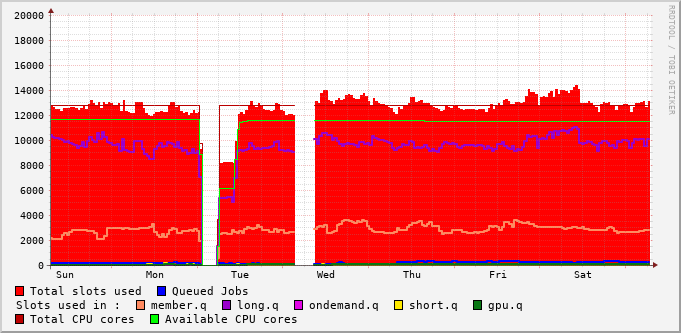 20000
18000
16000
14000
12000
10000
8000
6000
4000
2000
0
Sun Mon Tue Wed Thu Fri Sat
Total slots used Queued Jobs
Slots used in : member.q long.q ondemand.q short.q gpu.q
Total CPU cores Available CPU cores
RRDTOOL / TOBI OETIKER